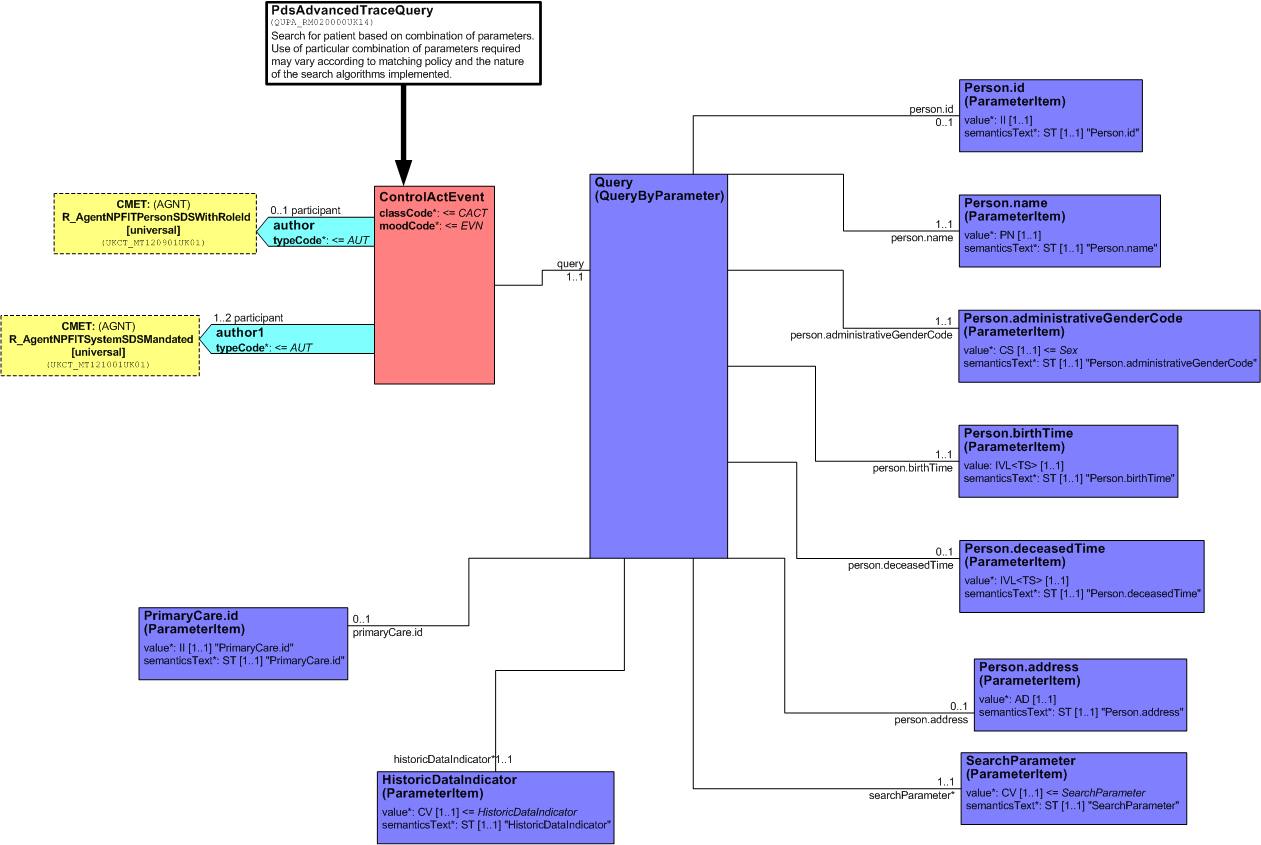 PdsAdvancedTraceQuery
(QUPA_RM020000UK14)
Search for patient based on combination of parameters.
Use of particular combination of parameters required
may vary according to matching policy and the nature
of the search algorithms implemented.
CMET: (AGNT)
R_AgentNPFITPersonSDSWithRoleId
[universal]
(UKCT_MT120901UK01)
0..1 participant
author
typeCode*: <= AUT
CMET: (AGNT)
R_AgentNPFITSystemSDSMandated
[universal]
(UKCT_MT121001UK01)
1..2 participant
author1
typeCode*: <= AUT
ControlActEvent
classCode*: <= CACT
moodCode*: <= EVN
query
1..1
Query
(QueryByParameter)
person.id
0..1
Person.id
(ParameterItem)
value*: II [1..1]
semanticsText*: ST [1..1] "Person.id"
1..1
person.name
Person.name
(ParameterItem)
value*: PN [1..1]
semanticsText*: ST [1..1] "Person.name"
1..1
person.administrativeGenderCode
Person.administrativeGenderCode
(ParameterItem)
value*: CS [1..1] <= Sex
semanticsText*: ST [1..1] "Person.administrativeGenderCode"
1..1
person.birthTime
Person.birthTime
(ParameterItem)
value: IVL<TS> [1..1]
semanticsText*: ST [1..1] "Person.birthTime"
0..1
person.deceasedTime
Person.deceasedTime
(ParameterItem)
value*: IVL<TS> [1..1]
semanticsText*: ST [1..1] "Person.deceasedTime"
PrimaryCare.id
(ParameterItem)
value*: II [1..1] "PrimaryCare.id"
semanticsText*: ST [1..1] "PrimaryCare.id"
0..1
primaryCare.id
0..1
person.address
Person.address
(ParameterItem)
value*: AD [1..1]
semanticsText*: ST [1..1] "Person.address"
historicDataIndicator*1..1
HistoricDataIndicator
(ParameterItem)
value*: CV [1..1] <= HistoricDataIndicator
semanticsText*: ST [1..1] "HistoricDataIndicator"
1..1
searchParameter*
SearchParameter
(ParameterItem)
value*: CV [1..1] <= SearchParameter
semanticsText*: ST [1..1] "SearchParameter"